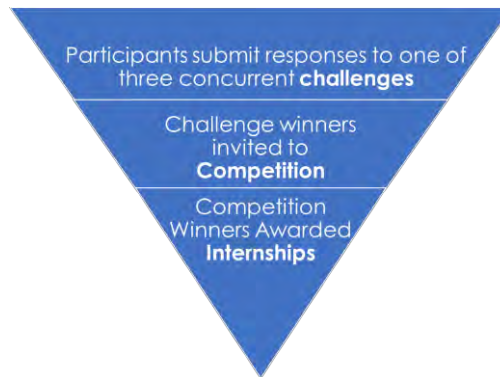 Participants submit responses to one of
three concurrent challenges
Challenge winners
invited to
Competition
Competition
Winners Awarded
Internships